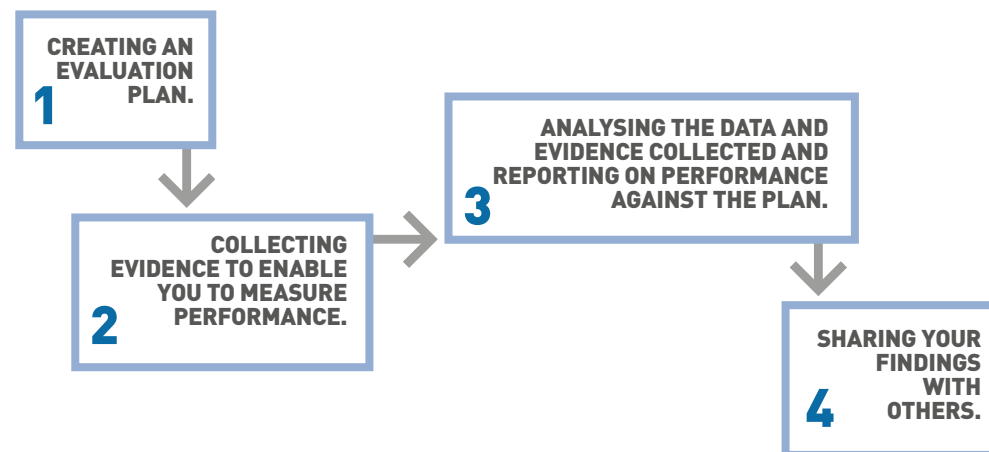 CREATING AN
EVALUATION
PLAN.
1
COLLECTING
EVIDENCE TO ENABLE
YOU TO MEASURE
PERFORMANCE.
2
ANALYSING THE DATA AND
EVIDENCE COLLECTED AND
REPORTING ON PERFORMANCE
AGAINST THE PLAN.
3
SHARING YOUR
FINDINGS
WITH
OTHERS.
4